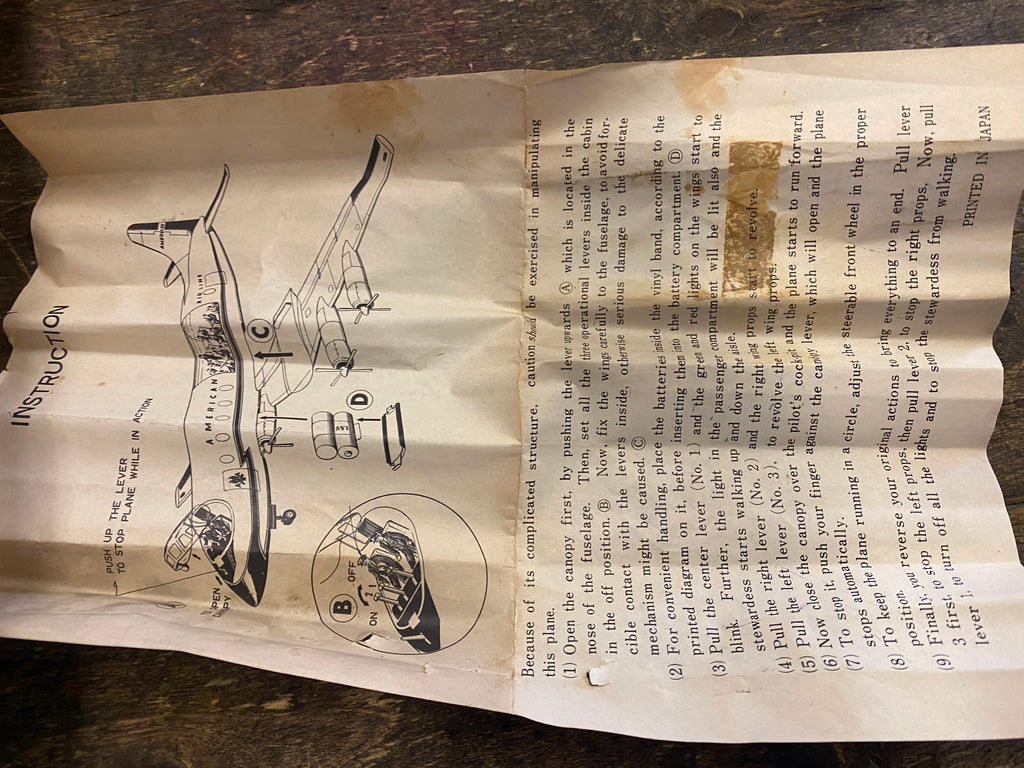 INSTRUCTION
PUSH UP THE LEVER
TO STOP PLANE WHILE IN ACTION
AMERICAN
AIRLINE
AMERICAN
C
D
1.5V
B
ON
OFF
Because of its complicated structure, caution should be exercised in manipulating
this plane.
(1) Open the canopy first, by pushing the lever upwards Ⓐ which is located in the
nose of the fuselage. Then, set all the three operational levers inside the cabin
in the off position. Ⓑ Now, fix the wings carefully to the fuselage, to avoid for-
cible contact with the levers inside, otherwise serious damage to the delicate
mechanism might be caused. Ⓒ
(2) For convenient handling, place the batteries inside the vinyl band, according to the
printed diagram on it, before inserting them into the battery compartment. Ⓓ
(3) Pull the center lever (No. 1) and the green and red lights on the wings start to
blink. Further, the light in the passenger compartment will be lit also and the
stewardess starts walking up and down the aisle.
(4) Pull the right lever (No. 2) and the right wing props start to revolve.
(5) Pull the left lever (No. 3), to revolve the left wing props.
(6) Now close the canopy over the pilot's cockpit and the plane starts to run forward.
(7) To stop it, push your finger against the canopy lever, which will open and the plane
stops automatically.
(8) To keep the plane running in a circle, adjust the steerable front wheel in the proper
position.
(9) Finally, you reverse your original actions to bring everything to an end. Pull lever
3 first, to stop the left props, then pull lever 2, to stop the right props. Now, pull
lever 1, to turn off all the lights and to stop the stewardess from walking.
PRINTED IN JAPAN